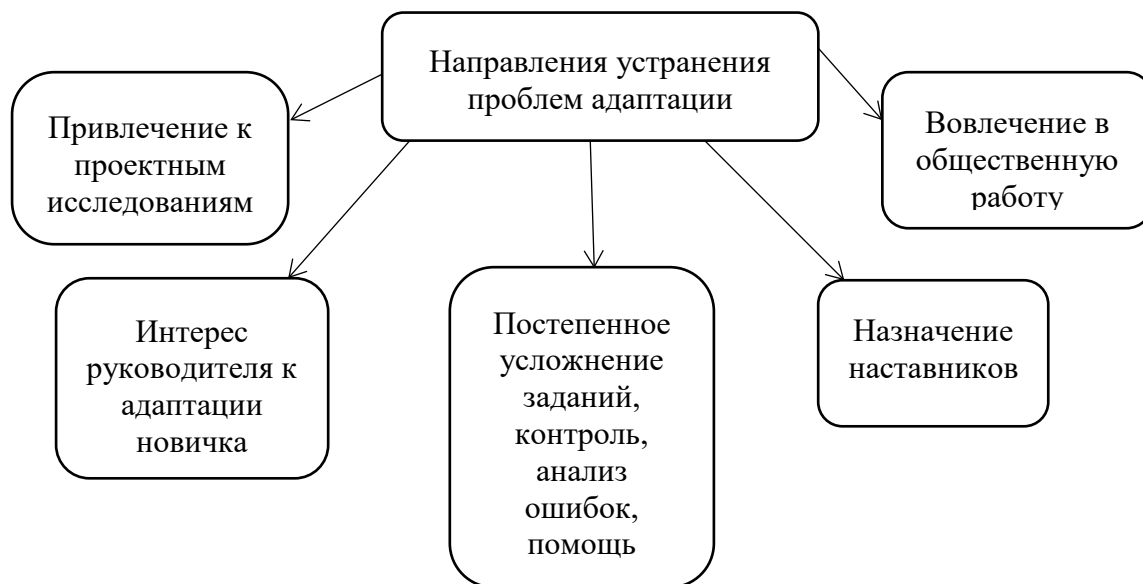 Направления устранения
проблем адаптации
Привлечение к
проектным
исследованиям
Вовлечение в
общественную
работу
Интерес
руководителя к
адаптации
новичка
Постепенное
усложнение
заданий,
контроль,
анализ
ошибок,
помощь
Назначение
наставников